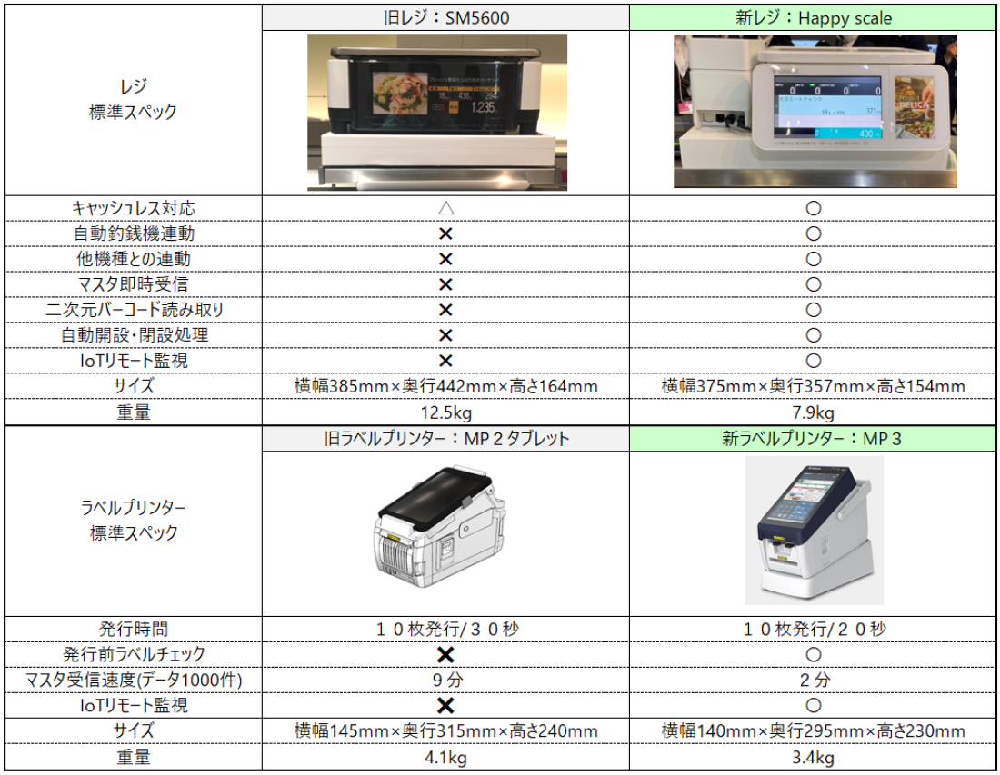 旧レジ：SM5600
新レジ：Happy scale
レジ
標準スペック
キャッシュレス対応 △ 〇
自動釣銭機連動 × 〇
他機種との連動 × 〇
マスタ即時受信 × 〇
二次元バーコード読み取り × 〇
自動開設・閉設処理 × 〇
IoTリモート監視 × 〇
サイズ 横幅385mm×奥行442mm×高さ164mm 横幅375mm×奥行357mm×高さ154mm
重量 12.5kg 7.9kg
旧ラベルプリンター：MP２タブレット
新ラベルプリンター：MP３
ラベルプリンター
標準スペック
発行時間 １０枚発行/３０秒 １０枚発行/２０秒
発行前ラベルチェック × 〇
マスタ受信速度(データ1000件) ９分 ２分
IoTリモート監視 × 〇
サイズ 横幅145mm×奥行315mm×高さ240mm 横幅140mm×奥行295mm×高さ230mm
重量 4.1kg 3.4kg
1,235
400
PELICA